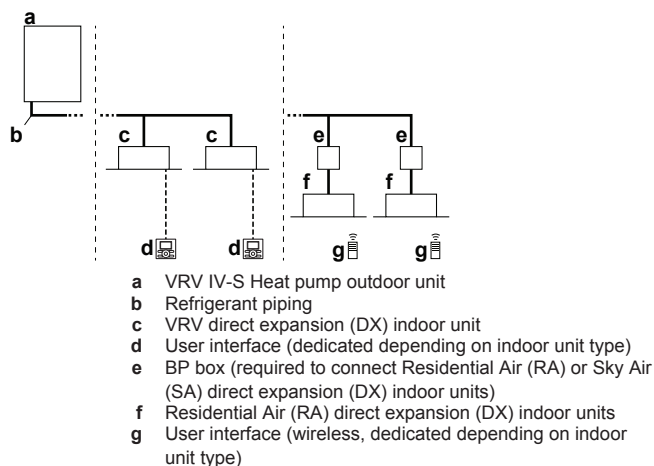 a
b
c c e e
f f
d d g g
a VRV IV-S Heat pump outdoor unit
b Refrigerant piping
c VRV direct expansion (DX) indoor unit
d User interface (dedicated depending on indoor unit type)
e BP box (required to connect Residential Air (RA) or Sky Air
(SA) direct expansion (DX) indoor units)
f Residential Air (RA) direct expansion (DX) indoor units
g User interface (wireless, dedicated depending on indoor
unit type)